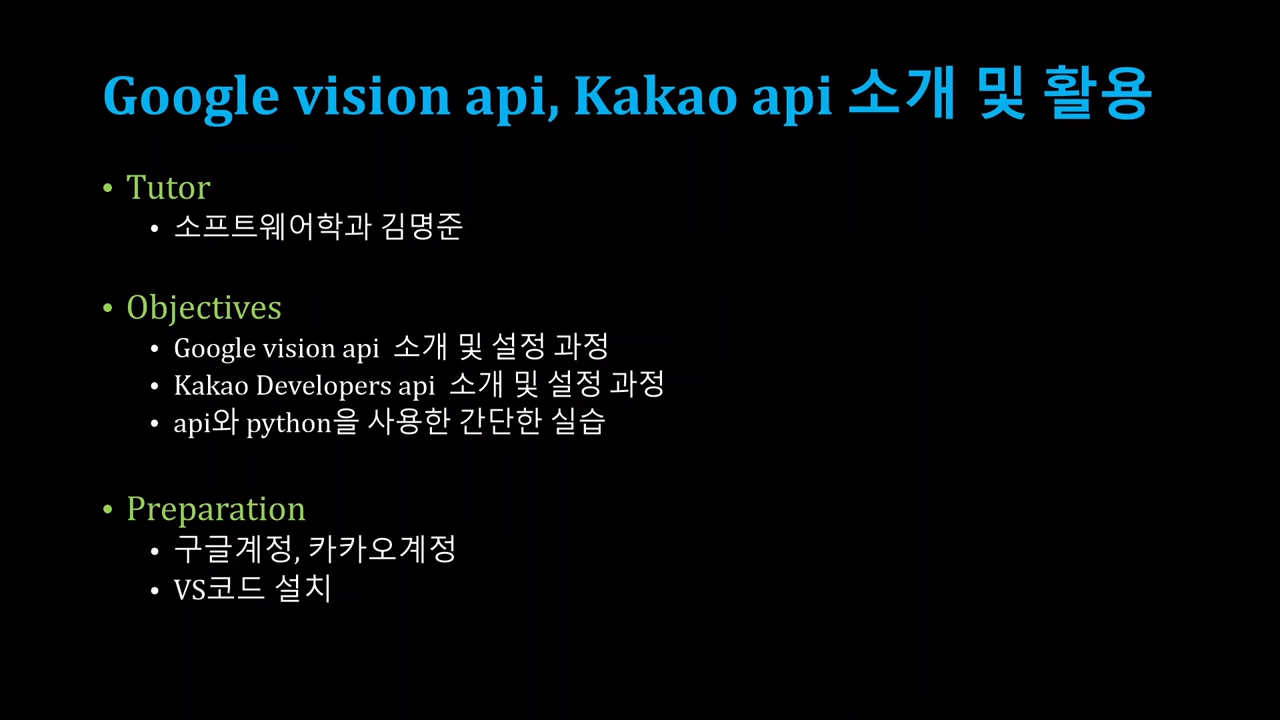 Google vision api, Kakao api 소개 및 활용
• Tutor
• 소프트웨어학과 김명준
• Objectives
• Google vision api 소개 및 설정 과정
• Kakao Developers api 소개 및 설정 과정
• api와 python을 사용한 간단한 실습
• Preparation
• 구글계정, 카카오계정
• VS코드 설치